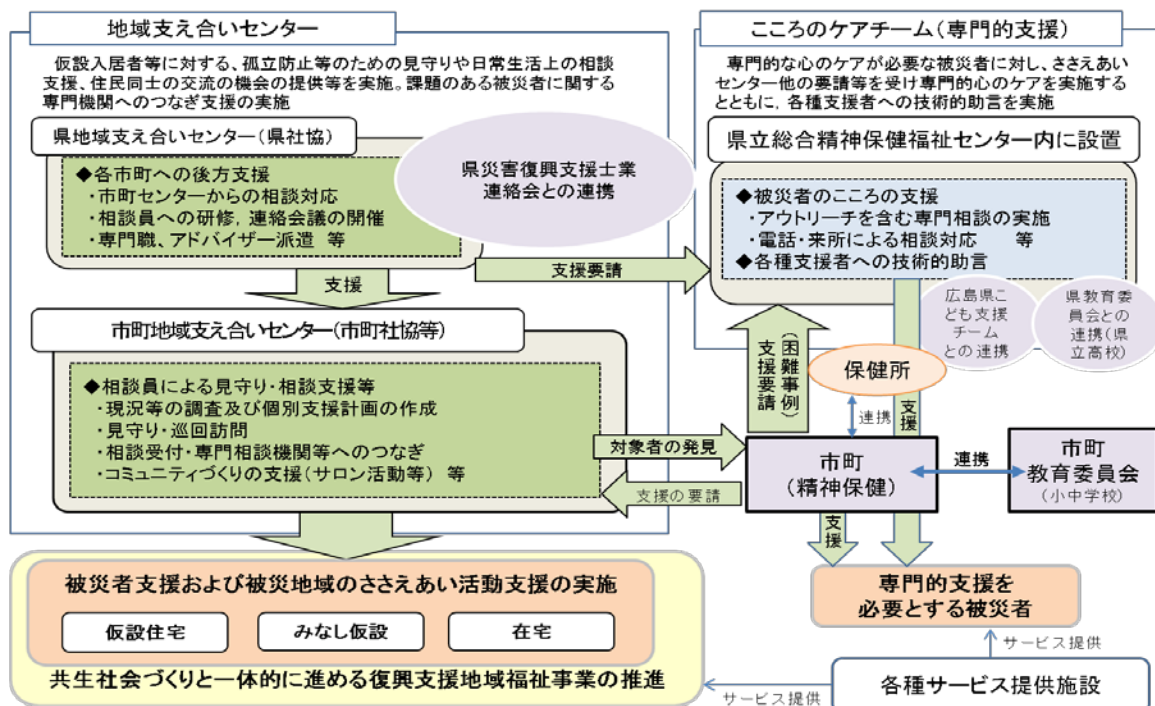 地域支え合いセンター
仮設入居者等に対する、孤立防止等のための見守りや日常生活上の相談
支援、住民同士の交流の機会の提供等を実施。課題のある被災者に関する
専門機関へのつなぎ支援の実施
県地域支え合いセンター(県社協)
◆各市町への後方支援
・市町センターからの相談対応
・相談員への研修, 連絡会議の開催
・専門職、アドバイザー派遣 等
県災害復興支援士業
連絡会との連携
支援
支援要請
市町地域支え合いセンター(市町社協等)
◆相談員による見守り・相談支援等
・現況等の調査及び個別支援計画の作成
・見守り・巡回訪問
・相談受付・専門相談機関等へのつなぎ
・コミュニティづくりの支援(サロン活動等) 等
対象者の発見
支援の要請
被災者支援および被災地域のささえあい活動支援の実施
仮設住宅
みなし仮設
在宅
共生社会づくりと一体的に進める復興支援地域福祉事業の推進
こころのケアチーム(専門的支援)
専門的な心のケアが必要な被災者に対し、ささえあい
センター他の要請等を受け専門的心のケアを実施する
とともに, 各種支援者への技術的助言を実施
県立総合精神保健福祉センター内に設置
◆被災者のこころの支援
・アウトリーチを含む専門相談の実施
・電話・来所による相談対応 等
◆各種支援者への技術的助言
広島県こ
ども支援
チーム
との連携
県教育委
員会との
連携(県
立高校)
支援要請
(困難事例)
保健所
連携
支援
市町
(精神保健)
連携
市町
教育委員会
(小中学校)
支援
専門的支援を
必要とする被災者
サービス提供
各種サービス提供施設
サービス提供